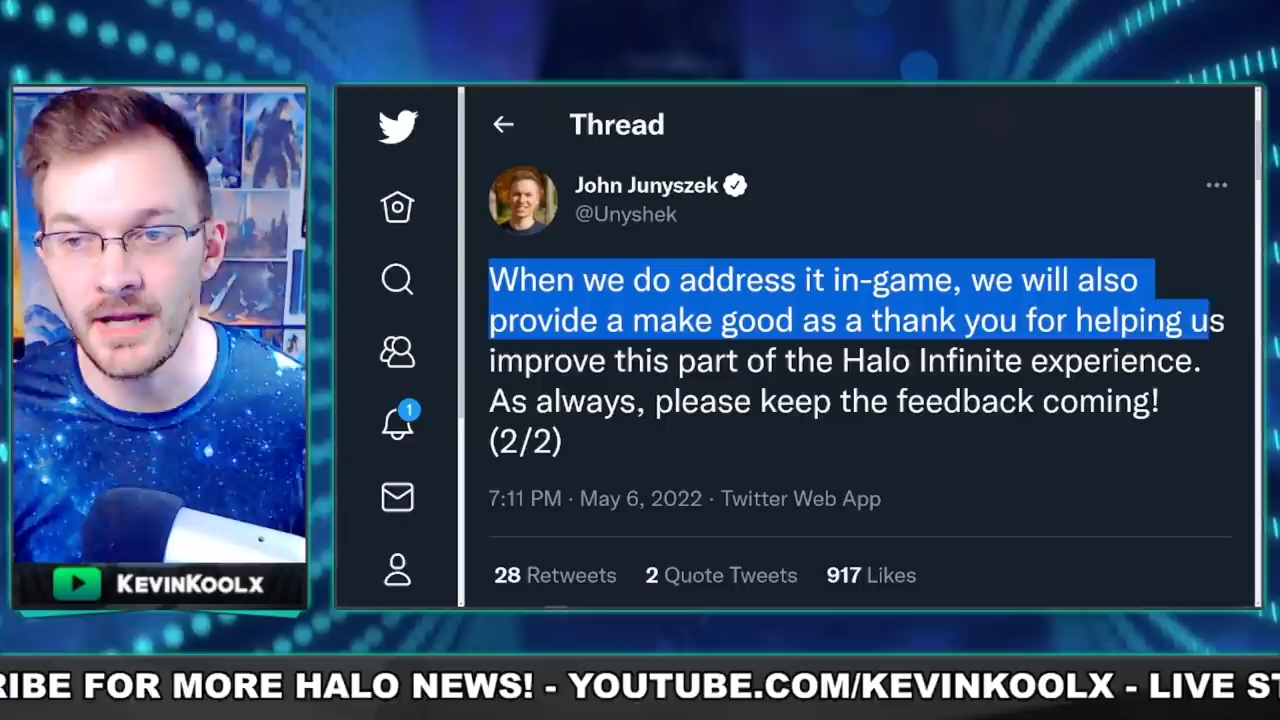 Thread
John Junyszek
@Unyshek
When we do address it in-game, we will also
provide a make good as a thank you for helping us
improve this part of the Halo Infinite experience.
As always, please keep the feedback coming!
(2/2)
7:11 PM · May 6, 2022 · Twitter Web App
28 Retweets 2 Quote Tweets 917 Likes
1
KEVINKOOLX
RIBE FOR MORE HALO NEWS! - YOUTUBE.COM/KEVINKOOLX - LIVE ST